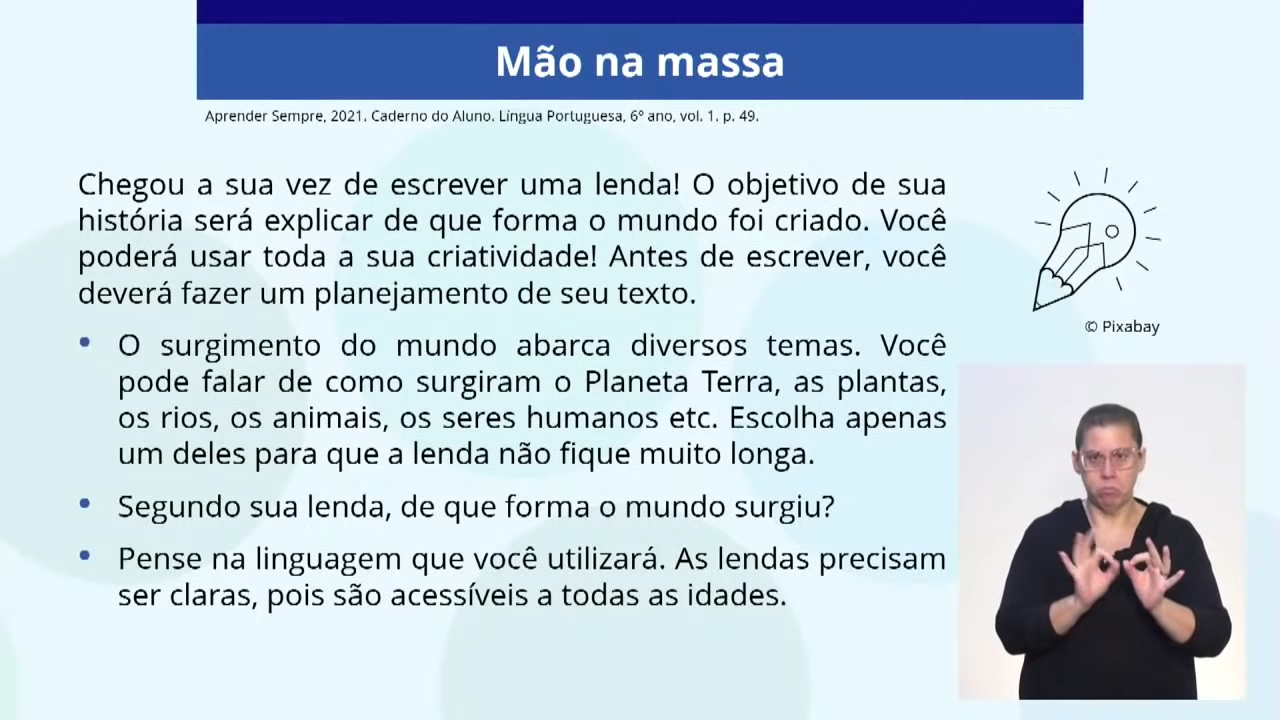 Mão na massa
Aprender Sempre, 2021. Caderno do Aluno. Língua Portuguesa, 6º ano, vol. 1. p. 49.
Chegou a sua vez de escrever uma lenda! O objetivo de sua
história será explicar de que forma o mundo foi criado. Você
poderá usar toda a sua criatividade! Antes de escrever, você
deverá fazer um planejamento de seu texto.
© Pixabay
• O surgimento do mundo abarca diversos temas. Você
pode falar de como surgiram o Planeta Terra, as plantas,
os rios, os animais, os seres humanos etc. Escolha apenas
um deles para que a lenda não fique muito longa.
• Segundo sua lenda, de que forma o mundo surgiu?
• Pense na linguagem que você utilizará. As lendas precisam
ser claras, pois são acessíveis a todas as idades.